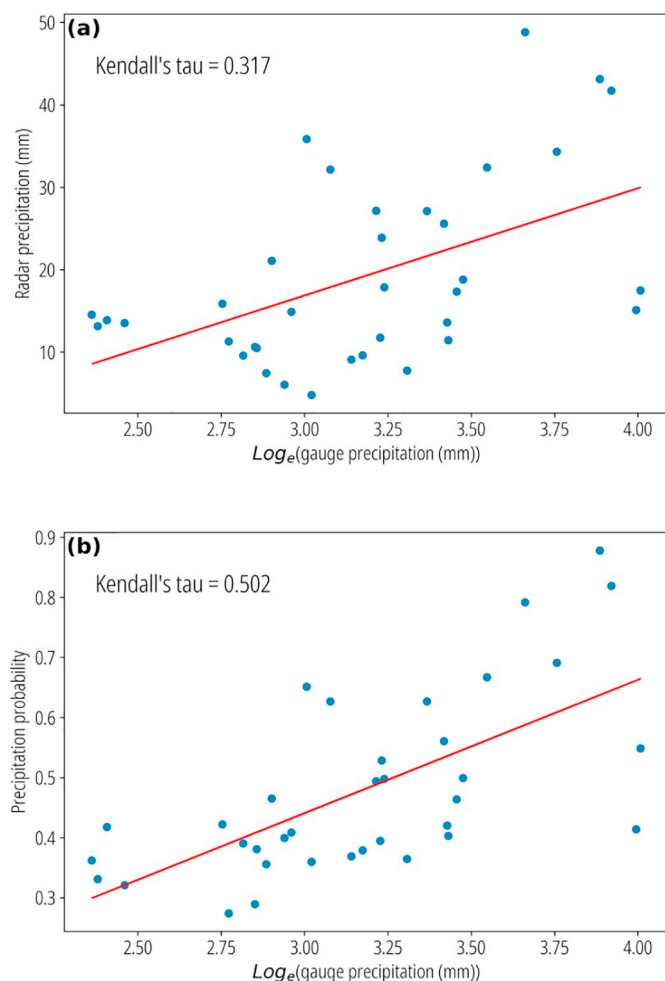 (a)
Kendall's tau = 0.317
50
40
30
20
10
Radar precipitation (mm)
2.50 2.75 3.00 3.25 3.50 3.75 4.00
Logₑ(gauge precipitation (mm))
(b)
Kendall's tau = 0.502
0.9
0.8
0.7
0.6
0.5
0.4
0.3
Precipitation probability
2.50 2.75 3.00 3.25 3.50 3.75 4.00
Logₑ(gauge precipitation (mm))